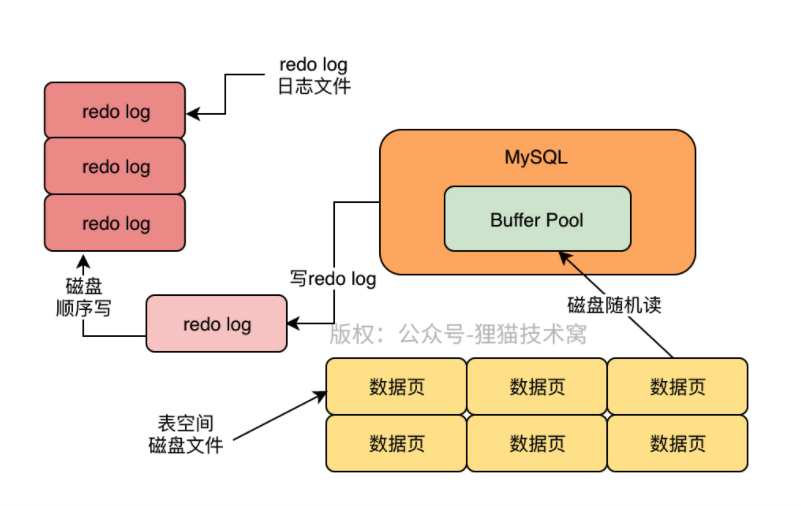 redo log
日志文件
redo log
redo log
redo log
MySQL
Buffer Pool
写redo log
磁盘
顺序写
redo log
磁盘随机读
版权：公众号-狸猫技术窝
数据页
数据页
数据页
表空间
磁盘文件
数据页
数据页
数据页